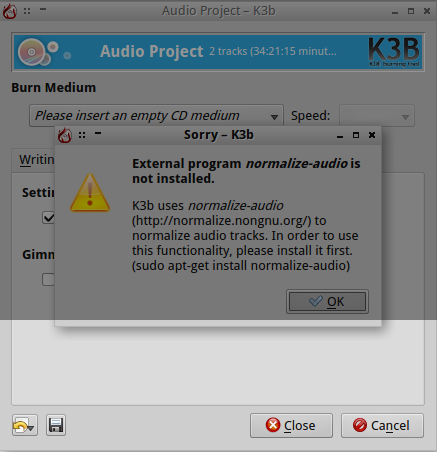 Audio Project – K3b
Audio Project 2 tracks (34:21:15 minut...
K3B
Burn Medium
Please insert an empty CD medium Speed:
Sorry – K3b
Writin
External program normalize-audio is
not installed.
Settin
K3b uses normalize-audio
(http://normalize.nongnu.org/) to
normalize audio tracks. In order to use
this functionality, please install it first.
(sudo apt-get install normalize-audio)
Gimm
OK
Close Cancel